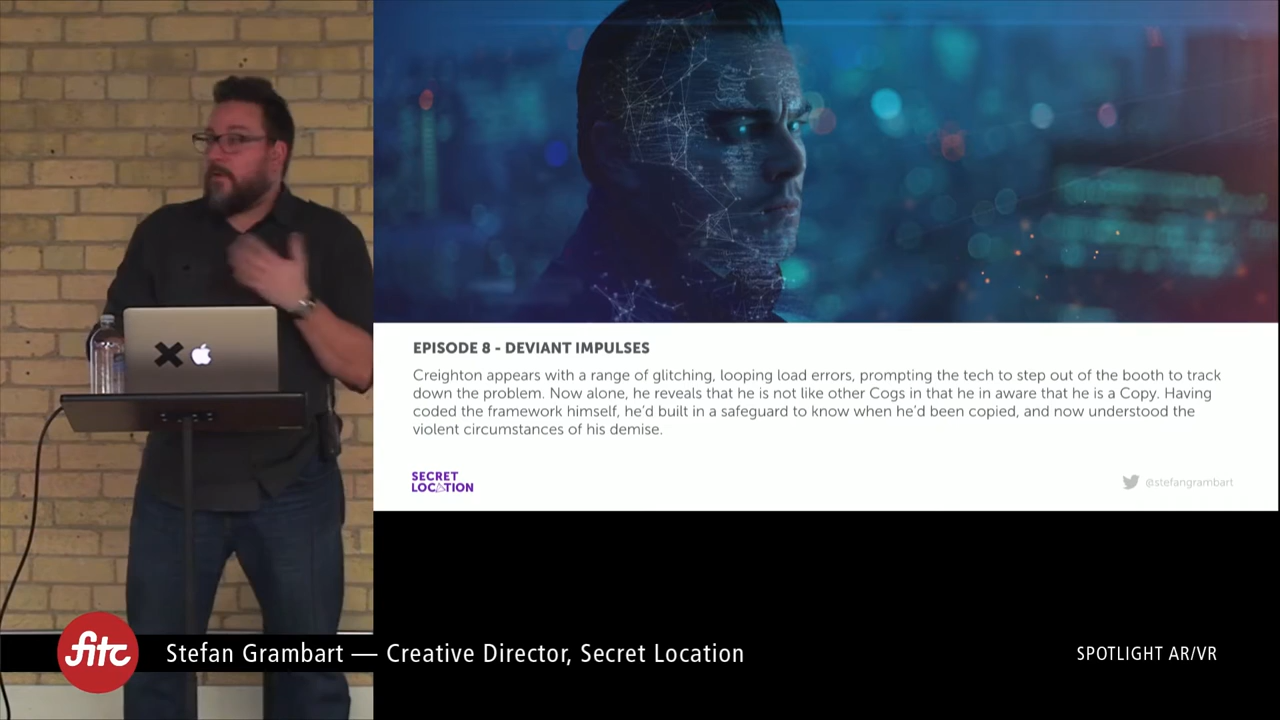 EPISODE 8 - DEVIANT IMPULSES
Creighton appears with a range of glitching, looping load errors, prompting the tech to step out of the booth to track
down the problem. Now alone, he reveals that he is not like other Cogs in that he in aware that he is a Copy. Having
coded the framework himself, he’d built in a safeguard to know when he’d been copied, and now understood the
violent circumstances of his demise.
SECRET
LOCATION
@stefangrambart
fitc
Stefan Grambart — Creative Director, Secret Location
SPOTLIGHT AR/VR